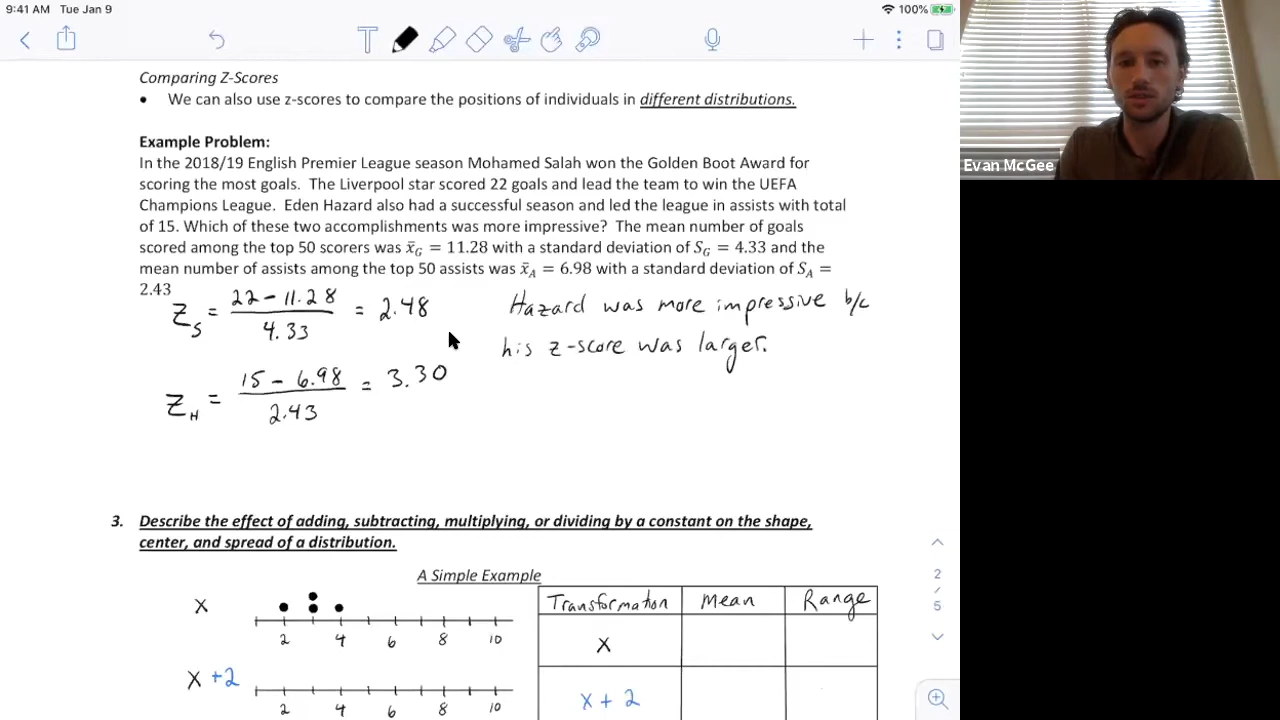 9:41 AM Tue Jan 9
100%
Comparing Z-Scores
• We can also use z-scores to compare the positions of individuals in different distributions.
Example Problem:
In the 2018/19 English Premier League season Mohamed Salah won the Golden Boot Award for
scoring the most goals. The Liverpool star scored 22 goals and lead the team to win the UEFA
Champions League. Eden Hazard also had a successful season and led the league in assists with total
of 15. Which of these two accomplishments was more impressive? The mean number of goals
scored among the top 50 scorers was x̄_G = 11.28 with a standard deviation of S_G = 4.33 and the
mean number of assists among the top 50 assists was x̄_A = 6.98 with a standard deviation of S_A =
2.43
Z_S = (22 - 11.28) / 4.33 = 2.48
Hazard was more impressive b/c
his z-score was larger.
Z_H = (15 - 6.98) / 2.43 = 3.30
3. Describe the effect of adding, subtracting, multiplying, or dividing by a constant on the shape,
center, and spread of a distribution.
A Simple Example
X
2 4 6 8 10
X +2
2 4 6 8 10
Transformation Mean Range
X
X + 2
2
/
5
Evan McGee